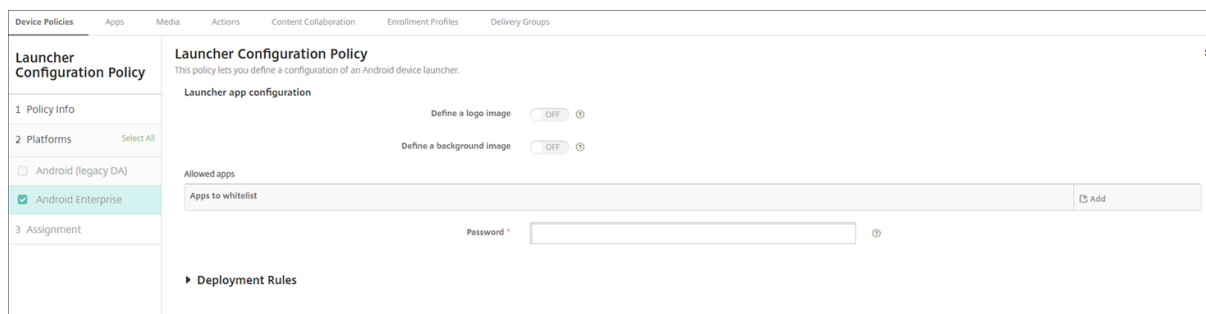 Device Policies Apps Media Actions Content Collaboration Enrollment Profiles Delivery Groups
Launcher
Configuration Policy
1 Policy Info
2 Platforms Select All
Android (legacy DA)
Android Enterprise
3 Assignment
Launcher Configuration Policy
This policy lets you define a configuration of an Android device launcher.
Launcher app configuration
Define a logo image OFF ?
Define a background image OFF ?
Allowed apps
Apps to whitelist Add
Password * ?
Deployment Rules